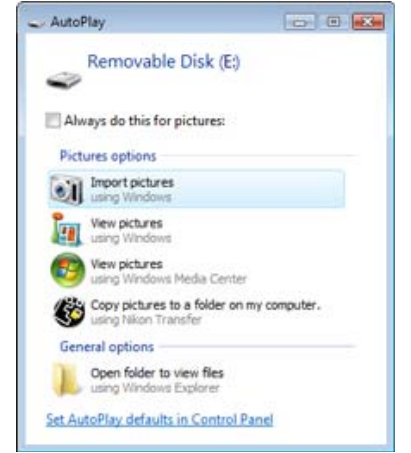 AutoPlay
Removable Disk (E:)
Always do this for pictures:
Pictures options
Import pictures
using Windows
View pictures
using Windows
View pictures
using Windows Media Center
Copy pictures to a folder on my computer.
using Nikon Transfer
General options
Open folder to view files
using Windows Explorer
Set AutoPlay defaults in Control Panel